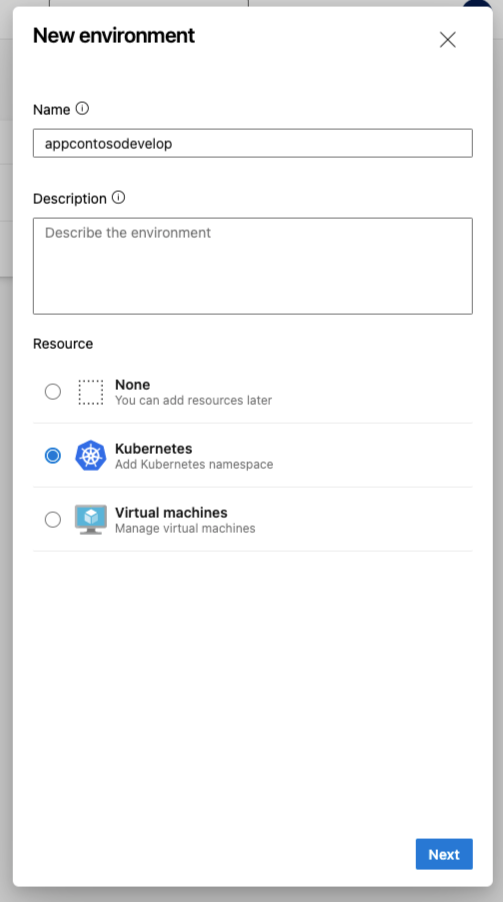 New environment
Name
appcontosodevelop
Description
Describe the environment
Resource
None
You can add resources later
Kubernetes
Add Kubernetes namespace
Virtual machines
Manage virtual machines
Next